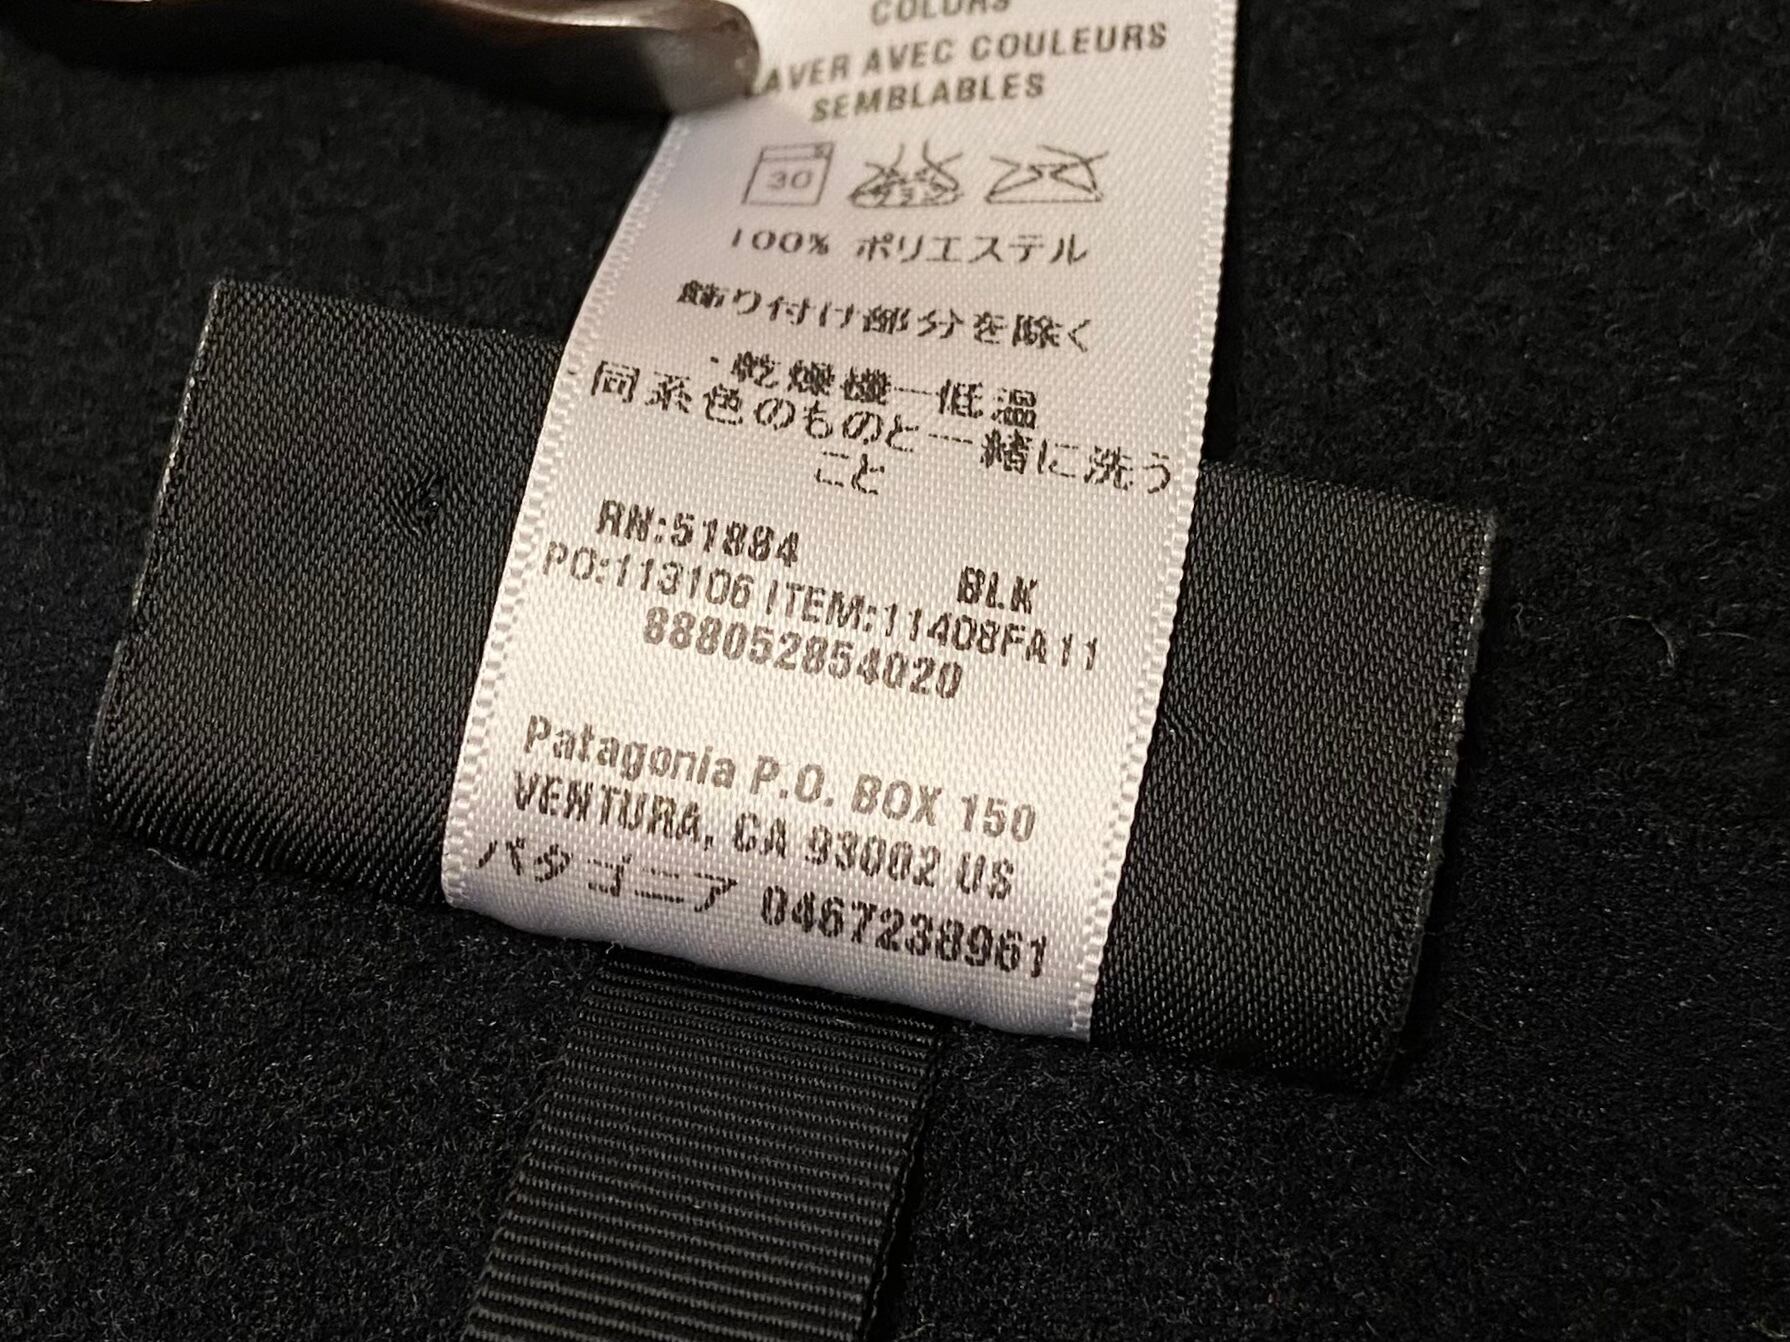 COLORS
LAVER AVEC COULEURS
SEMBLABLES
30
100% ポリエステル
飾り付け部分を除く
・乾燥機一低温
同系色のものと一緒に洗う
こと
RN:51884
BLK
PO:113106 ITEM:11408FA11
888052854020
Patagonia P.O. BOX 150
VENTURA, CA 93002 US
パタゴニア 0467238961